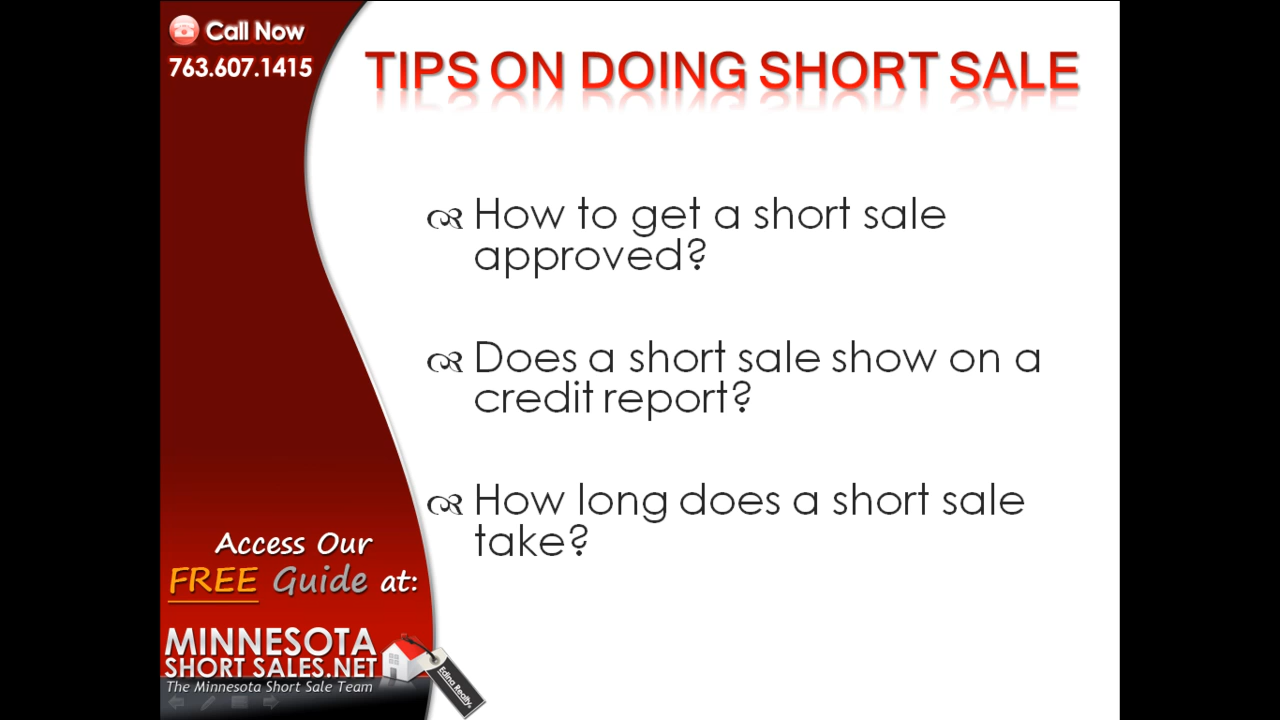 Call Now
763.607.1415
TIPS ON DOING SHORT SALE
How to get a short sale
approved?
Does a short sale show on a
credit report?
How long does a short sale
take?
Access Our
FREE Guide at:
MINNESOTA
SHORT SALES.NET
The Minnesota Short Sale Team
Edina Realty.